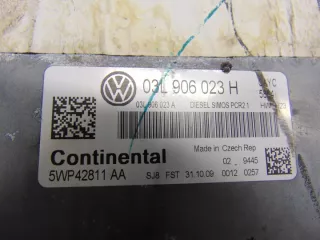 03L 906 023 H
03L 906 023 A DIESEL SIMOS PCR2.1
Continental
Made in Czech Rep
02 9445
5WP42811 AA SJ8 FST 31.10.09 0012 0257